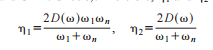 η₁ = 2D(ω)ω₁ωₙ / ω₁ + ωₙ, η₂ = 2D(ω) / ω₁ + ωₙ